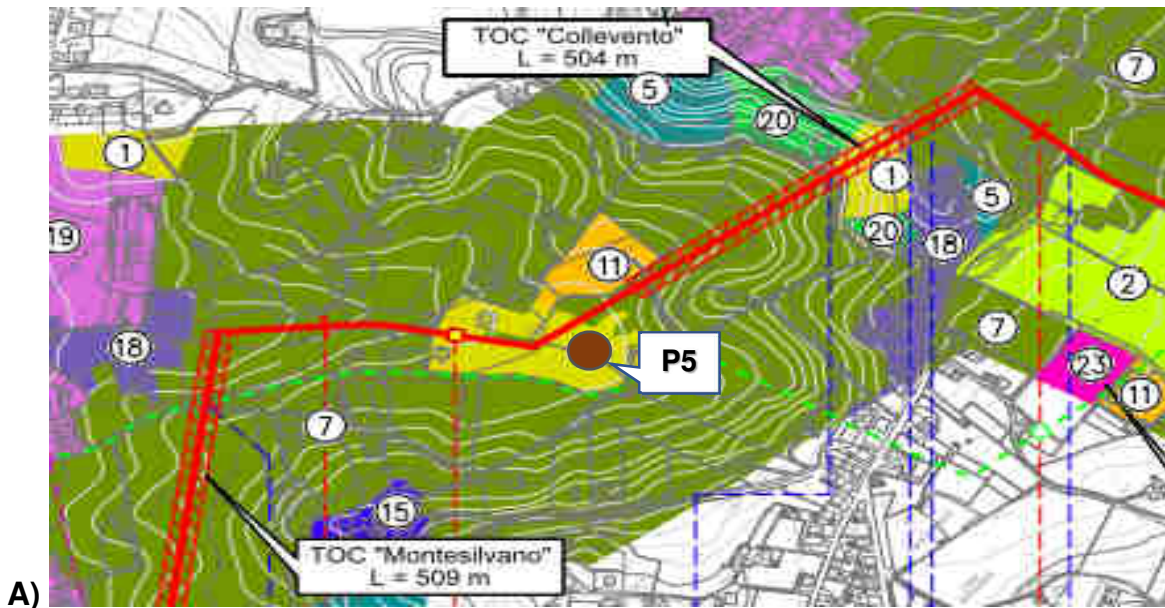 TOC "Collevento"
L = 504 m
7
5
20
1
1
5
19
20
18
11
2
7
18
P5
23
11
7
15
TOC "Montesilvano"
L = 509 m
A)